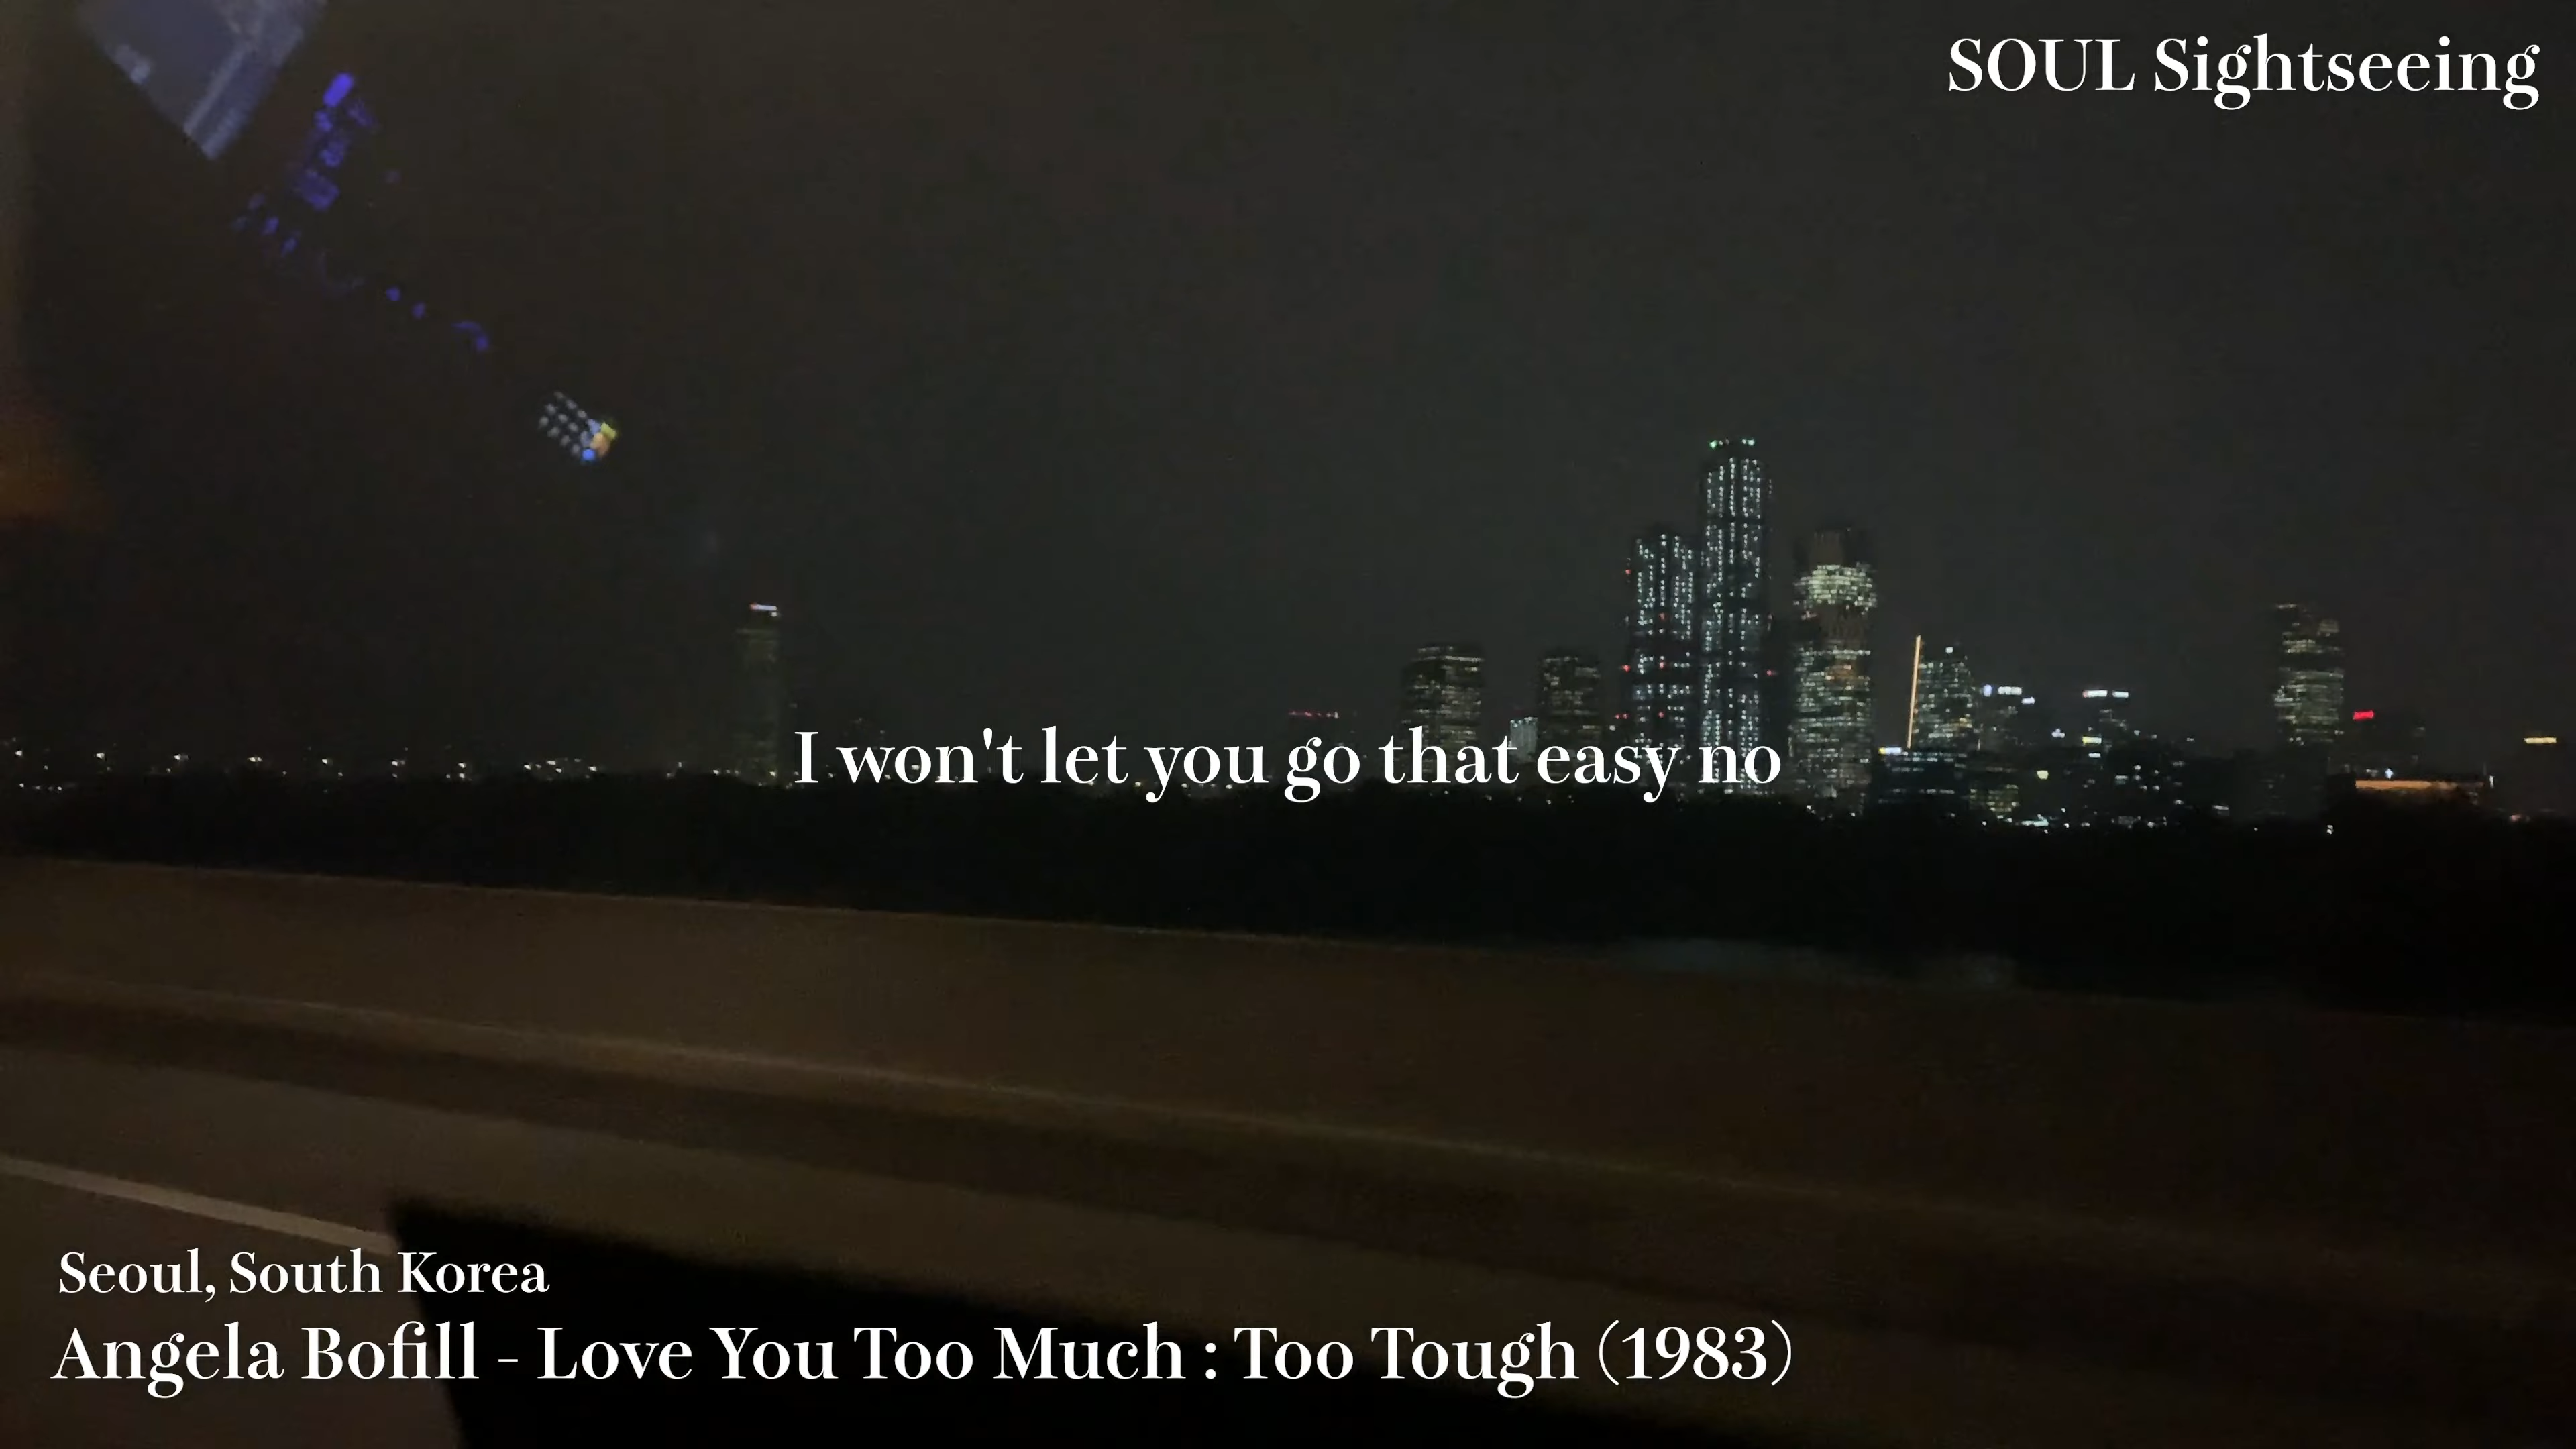 SOUL Sightseeing
I won't let you go that easy no
Seoul, South Korea
Angela Bofill - Love You Too Much : Too Tough (1983)